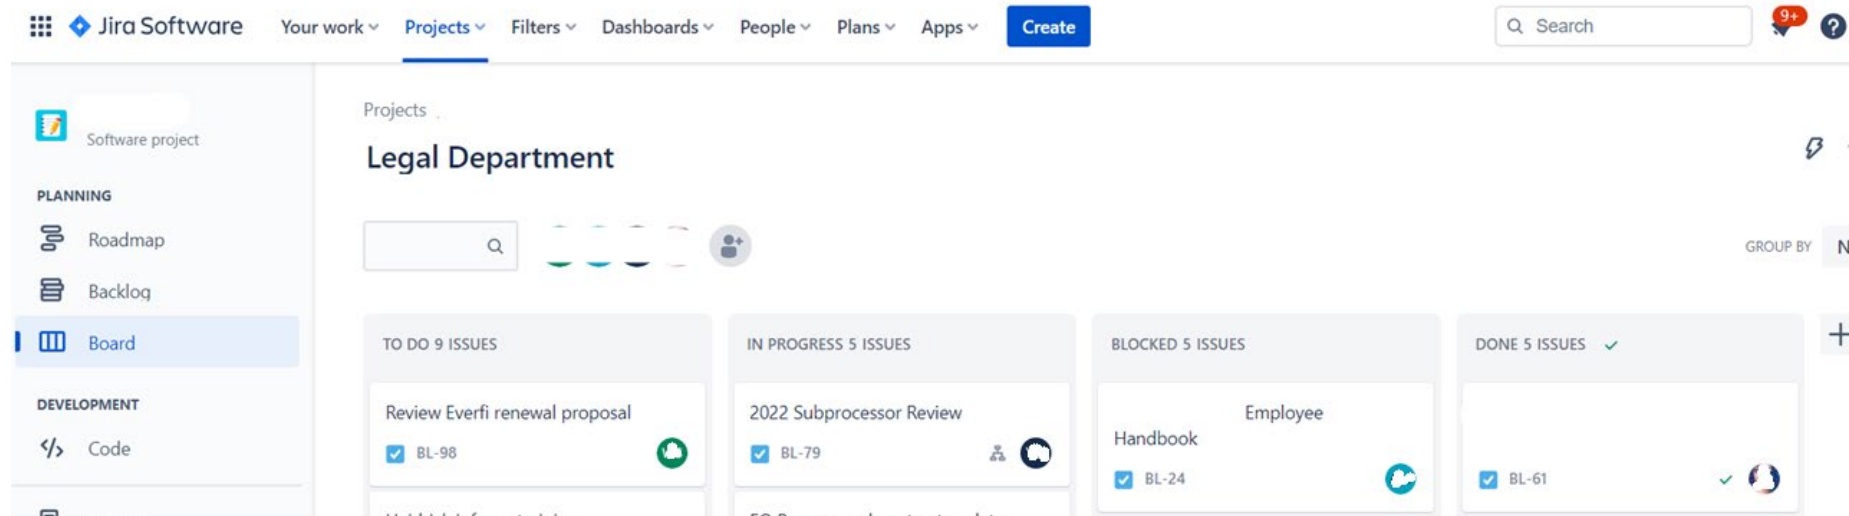 Jira Software Your work Projects Filters Dashboards People Plans Apps Create Search 9+ ?
Software project
PLANNING
Roadmap
Backlog
Board
DEVELOPMENT
Code
Projects
Legal Department
GROUP BY N
TO DO 9 ISSUES
Review Everfi renewal proposal
BL-98
IN PROGRESS 5 ISSUES
2022 Subprocessor Review
BL-79
BLOCKED 5 ISSUES
Employee
Handbook
BL-24
DONE 5 ISSUES
BL-61